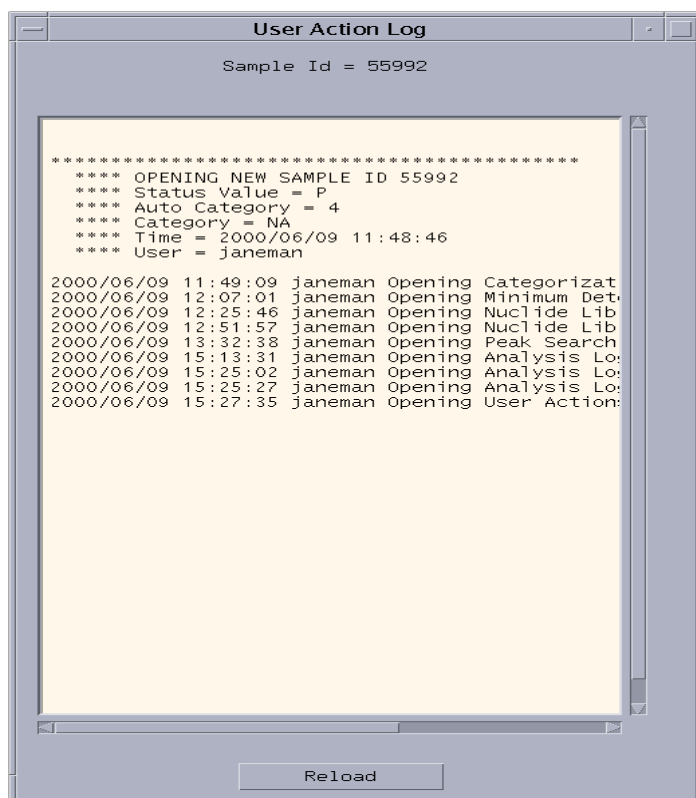 User Action Log
Sample Id = 55992
********************************************
**** OPENING NEW SAMPLE ID 55992
**** Status Value = P
**** Auto Category = 4
**** Category = NA
**** Time = 2000/06/09 11:48:46
**** User = janeman
2000/06/09 11:49:09 janeman Opening Categorizat
2000/06/09 12:07:01 janeman Opening Minimum Det
2000/06/09 12:25:46 janeman Opening Nuclide Lib
2000/06/09 12:51:57 janeman Opening Nuclide Lib
2000/06/09 13:32:38 janeman Opening Peak Search
2000/06/09 15:13:31 janeman Opening Analysis Lo
2000/06/09 15:25:02 janeman Opening Analysis Lo
2000/06/09 15:25:27 janeman Opening Analysis Lo
2000/06/09 15:27:35 janeman Opening User Action
Reload